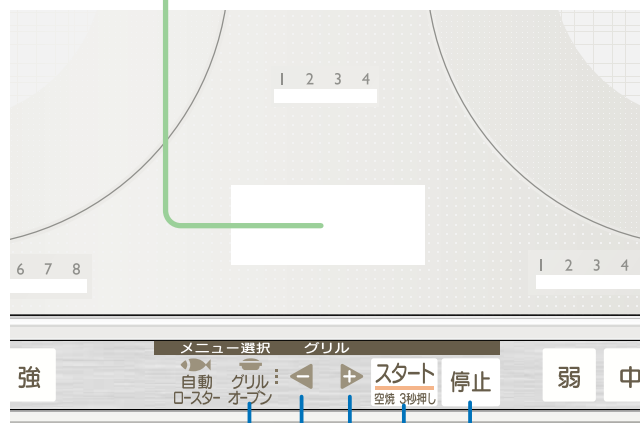 1 2 3 4
6 7 8
1 2 3 4
メニュー選択 グリル
強
自動
ロースター
グリル
オーブン
スタート
空焼 3秒押し
停止
弱
中